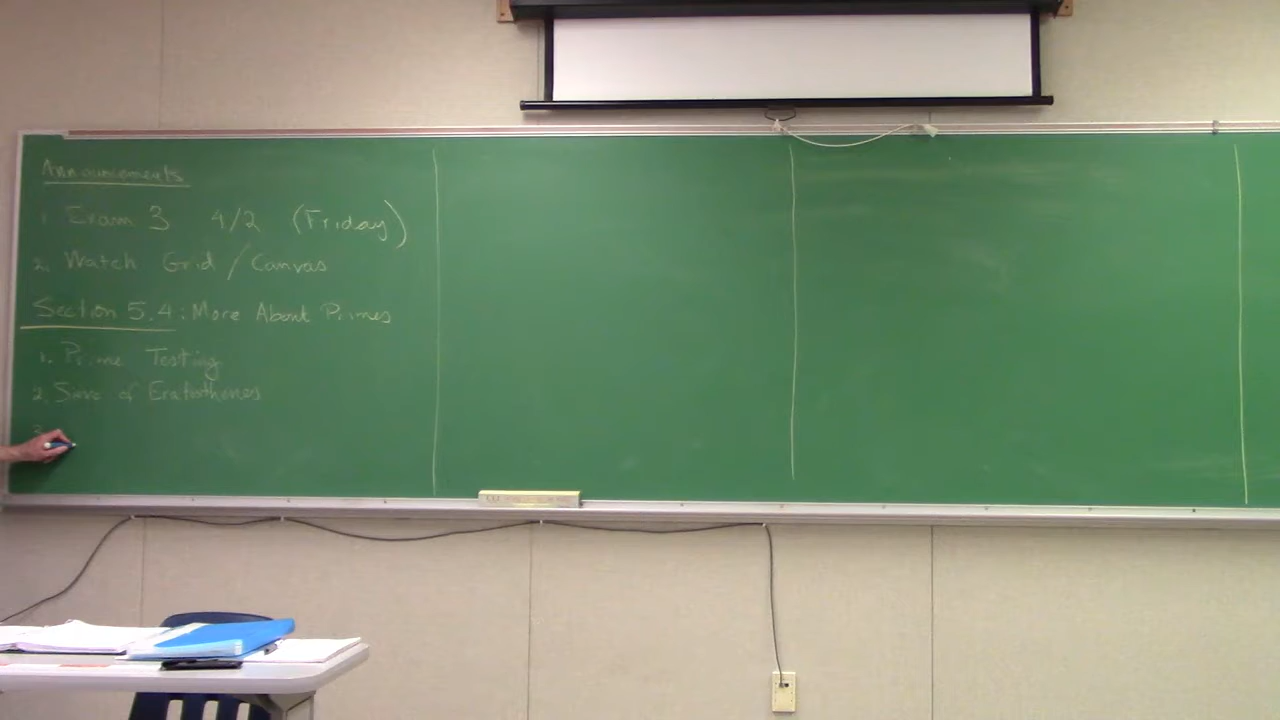 Announcements
1. Exam 3 4/2 (Friday)
2. Watch Grid / Canvas
Section 5.4: More About Primes
1. Prime Testing
2. Sieve of Eratosthenes
3.